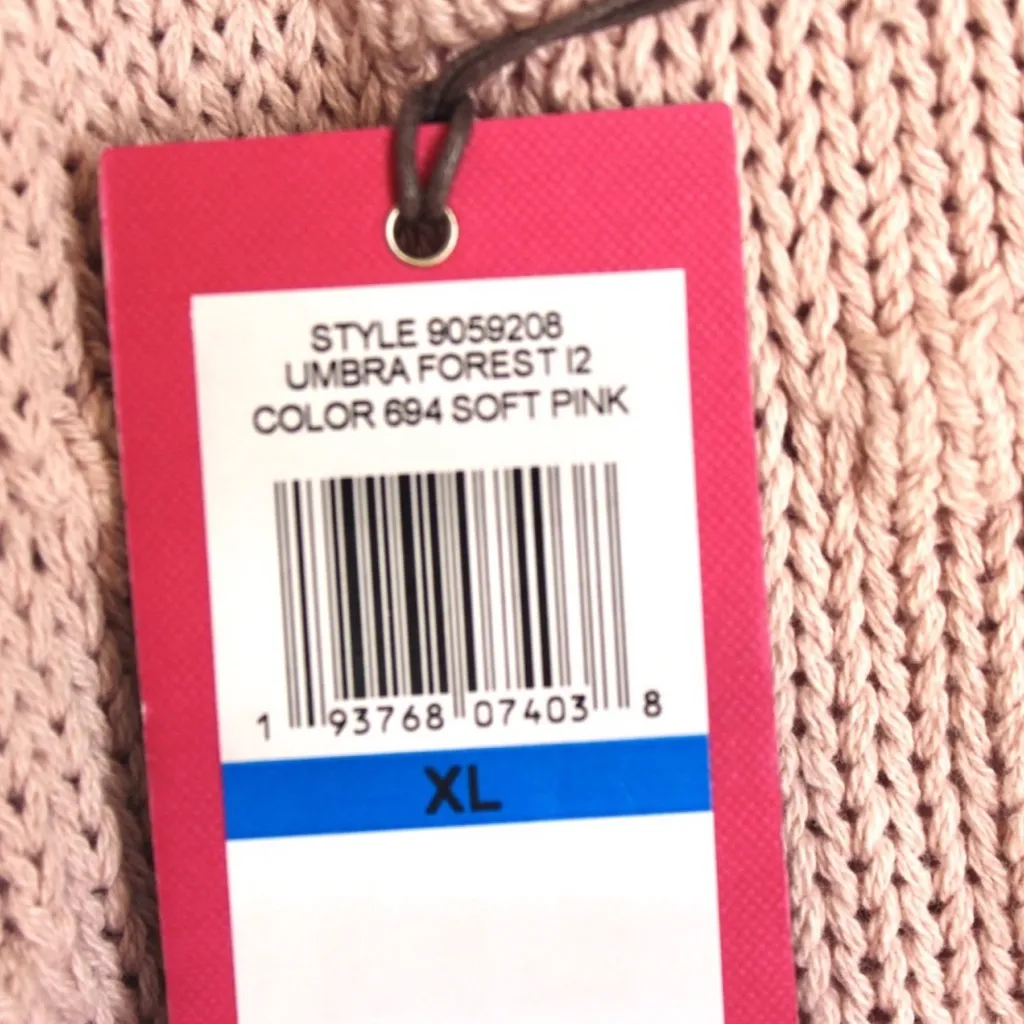 STYLE 9059208
UMBRA FOREST I2
COLOR 694 SOFT PINK
1 93768 07403 8
XL